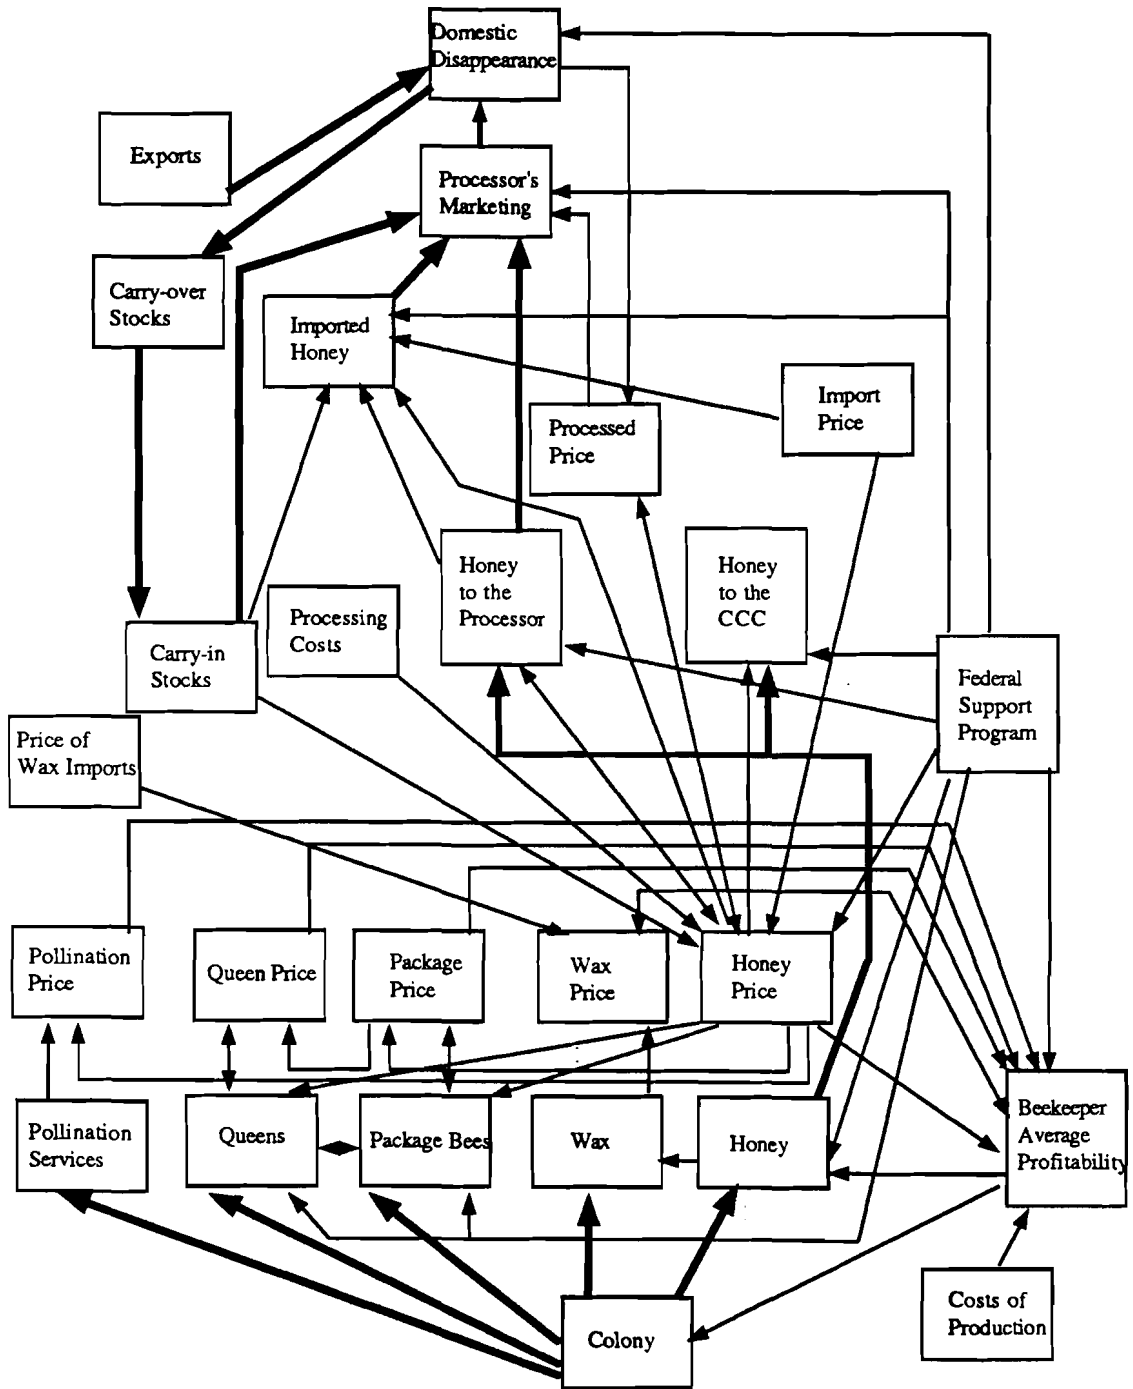 Domestic
Disappearance
Exports
Processor's
Marketing
Carry-over
Stocks
Imported
Honey
Import
Price
Processed
Price
Honey
to the
Processor
Honey
to the
CCC
Processing
Costs
Carry-in
Stocks
Federal
Support
Program
Price of
Wax Imports
Pollination
Price
Queen Price
Package
Price
Wax
Price
Honey
Price
Pollination
Services
Queens
Package Bees
Wax
Honey
Beekeeper
Average
Profitability
Costs of
Production
Colony